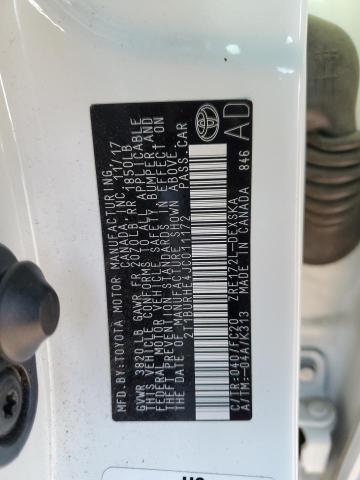 MFD. BY: TOYOTA MOTOR MANUFACTURING
CANADA, INC. 11/17
GVWR 3820LB GAWR FR 2070LB RR 1850LB
THIS VEHICLE CONFORMS TO ALL APPLICABLE
FEDERAL MOTOR VEHICLE SAFETY, BUMPER, AND
THEFT PREVENTION STANDARDS IN EFFECT ON
THE DATE OF MANUFACTURE SHOWN ABOVE.
2T1BURHE4JC011272 PASS.CAR
AD
C/TR:040/FC20 ZRE172L-DEXSKA
A/TM:-04A/K313 MADE IN CANADA 846